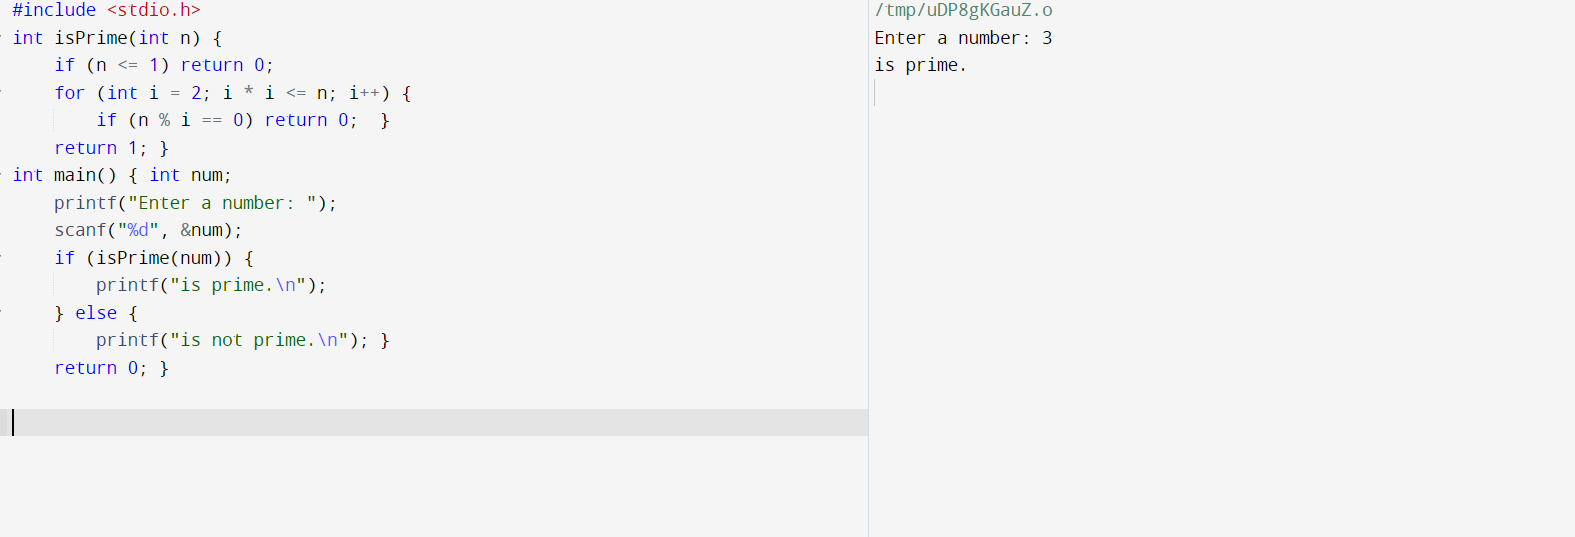 #include <stdio.h>
int isPrime(int n) {
    if (n <= 1) return 0;
    for (int i = 2; i * i <= n; i++) {
        if (n % i == 0) return 0;  }
    return 1; }
int main() { int num;
    printf("Enter a number: ");
    scanf("%d", &num);
    if (isPrime(num)) {
        printf("is prime.\n");
    } else {
        printf("is not prime.\n"); }
    return 0; }
/tmp/uDP8gKGauZ.o
Enter a number: 3
is prime.